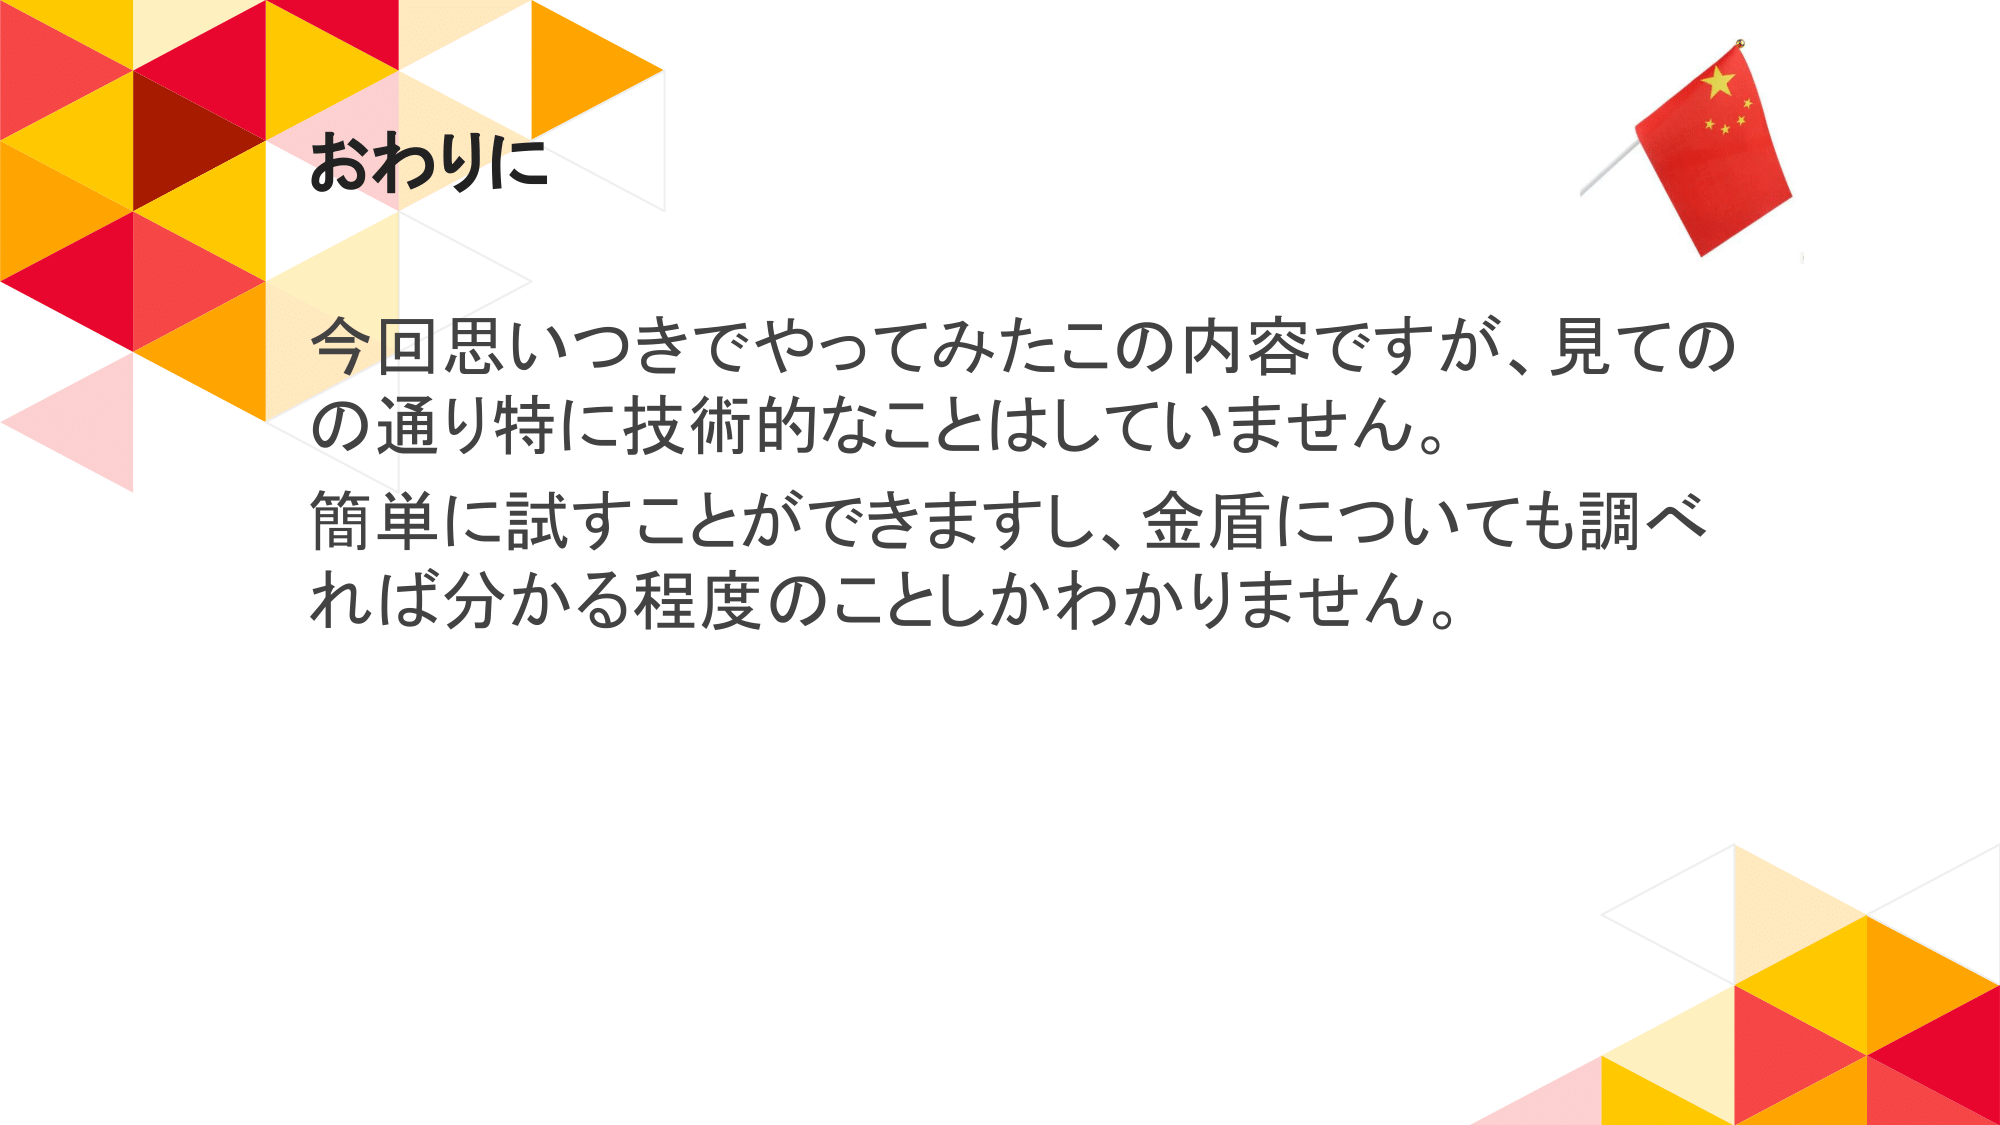 おわりに
今回思いつきでやってみたこの内容ですが、見ての
の通り特に技術的なことはしていません。
簡単に試すことができますし、金盾についても調べ
れば分かる程度のことしかわかりません。